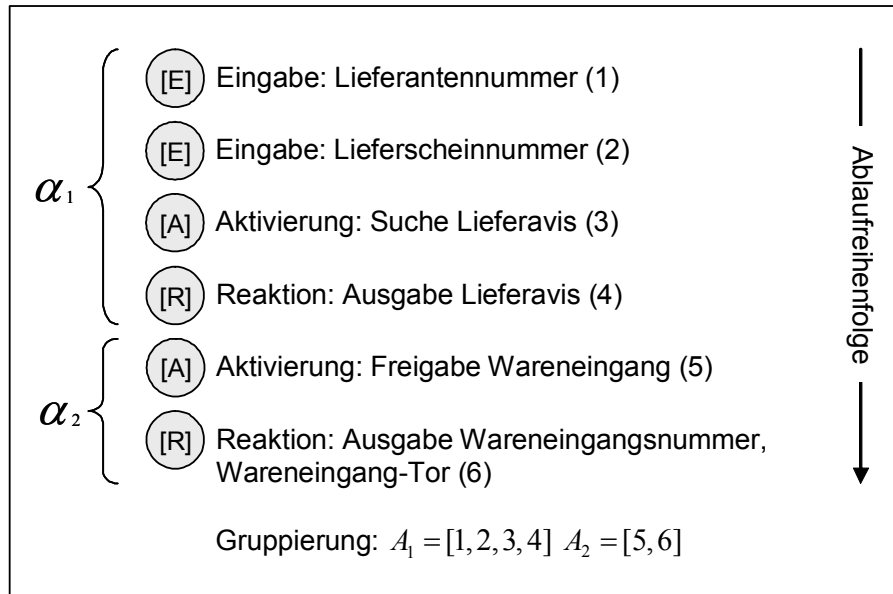 [E] Eingabe: Lieferantennummer (1)
[E] Eingabe: Lieferscheinnummer (2)
α₁
[A] Aktivierung: Suche Lieferavis (3)
[R] Reaktion: Ausgabe Lieferavis (4)
[A] Aktivierung: Freigabe Wareneingang (5)
α₂
[R] Reaktion: Ausgabe Wareneingangsnummer,
Wareneingang-Tor (6)
Ablaufreihenfolge
Gruppierung: A₁ = [1, 2, 3, 4] A₂ = [5, 6]